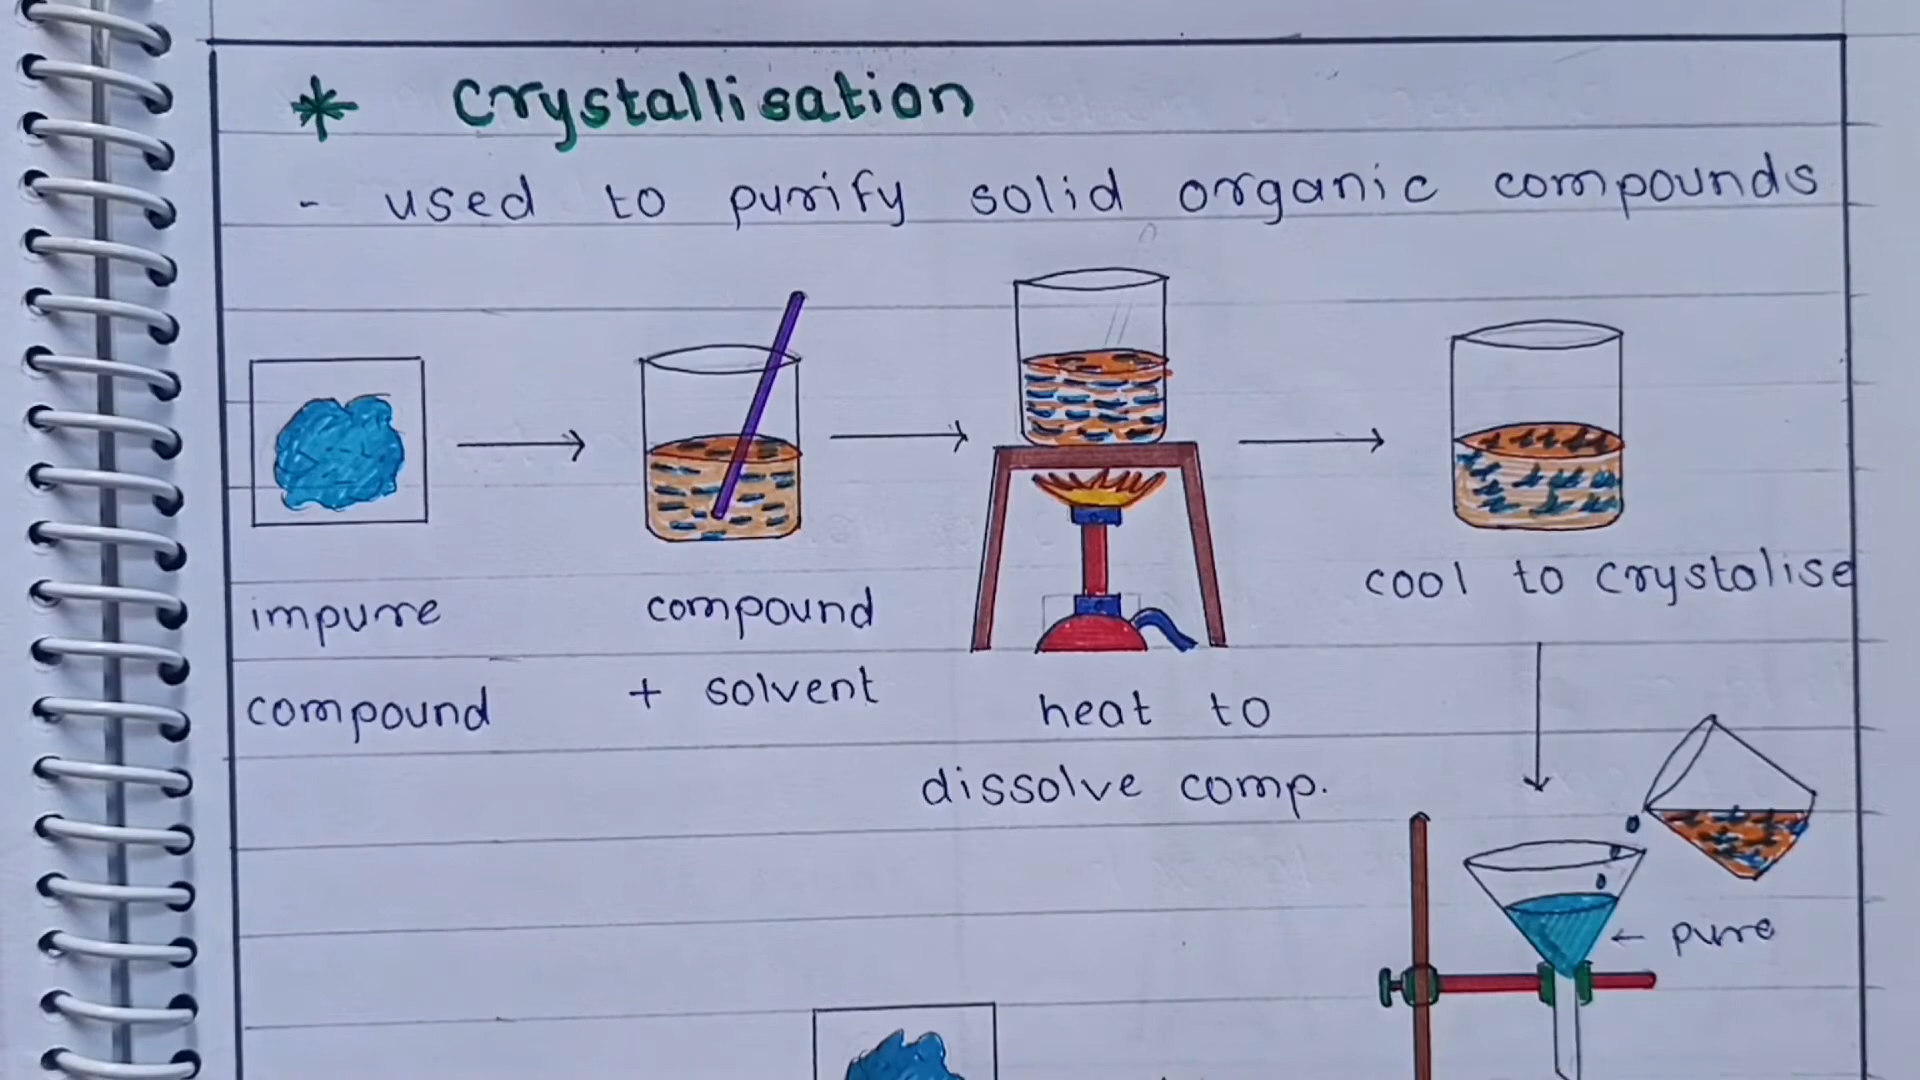 * Crystallisation
- used to purify solid organic compounds
impure
compound
compound
+ solvent
heat to
dissolve comp.
cool to crystolise
← pure